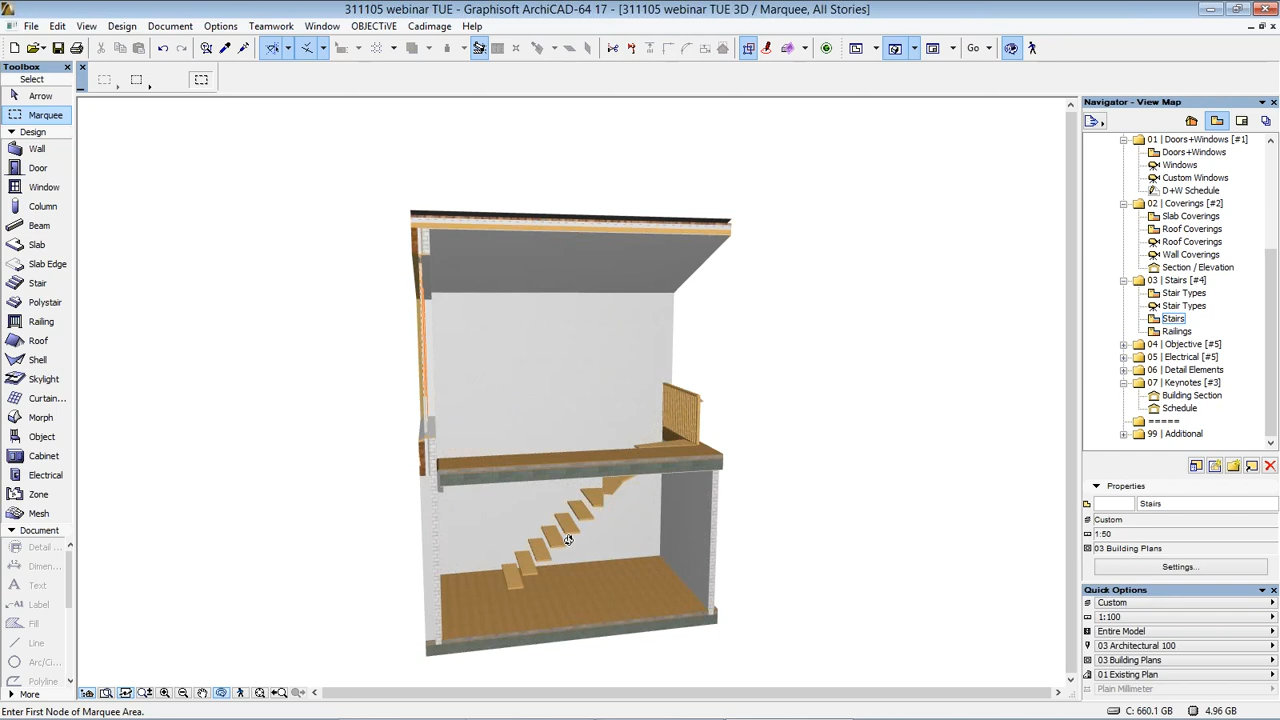 311105 webinar TUE - Graphisoft ArchiCAD-64 17 - [311105 webinar TUE 3D / Marquee, All Stories]
File Edit View Design Document Options Teamwork Window OBJECTiVE Cadimage Help
Go
Toolbox
Select
Arrow
Marquee
Design
Wall
Door
Window
Column
Beam
Slab
Slab Edge
Stair
Polystair
Railing
Roof
Shell
Skylight
Curtain...
Morph
Object
Cabinet
Electrical
Zone
Mesh
Document
Detail ...
Dimen...
Text
Label
Fill
Line
Arc/Ci...
Polyline
More
Navigator - View Map
01 | Doors+Windows [#1]
Doors+Windows
Windows
Custom Windows
D+W Schedule
02 | Coverings [#2]
Slab Coverings
Roof Coverings
Roof Coverings
Wall Coverings
Section / Elevation
03 | Stairs [#4]
Stair Types
Stair Types
Stairs
Railings
04 | Objective [#5]
05 | Electrical [#5]
06 | Detail Elements
07 | Keynotes [#3]
Building Section
Schedule
=====
99 | Additional
Properties
Stairs
Custom
1:50
03 Building Plans
Settings...
Quick Options
Custom
1:100
Entire Model
03 Architectural 100
03 Building Plans
01 Existing Plan
Plain Millimeter
Enter First Node of Marquee Area.
C: 660.1 GB
4.96 GB